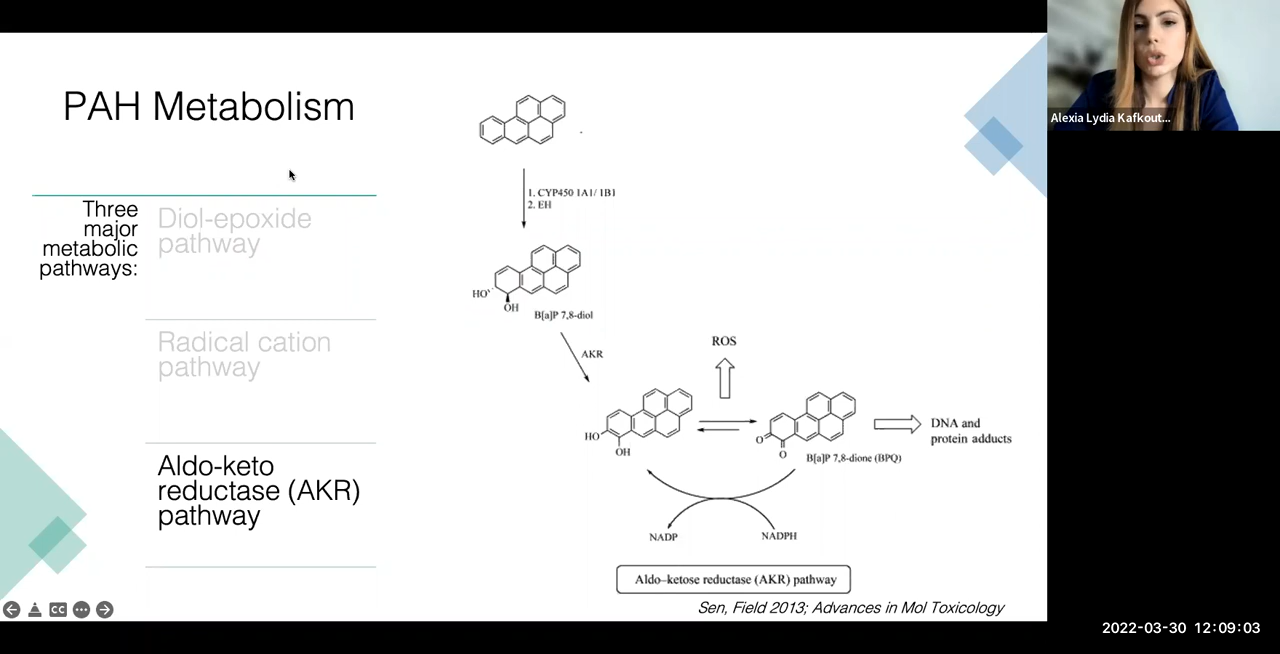 PAH Metabolism
Three
major
metabolic
pathways:
Diol-epoxide
pathway
Radical cation
pathway
Aldo-keto
reductase (AKR)
pathway
1. CYP450 1A1/ 1B1
2. EH
HO
OH
B[a]P 7,8-diol
AKR
ROS
HO
OH
O
O
B[a]P 7,8-dione (BPQ)
DNA and
protein adducts
NADP
NADPH
Aldo–ketose reductase (AKR) pathway
Sen, Field 2013; Advances in Mol Toxicology
CC
Alexia Lydia Kafkout...
2022-03-30 12:09:03